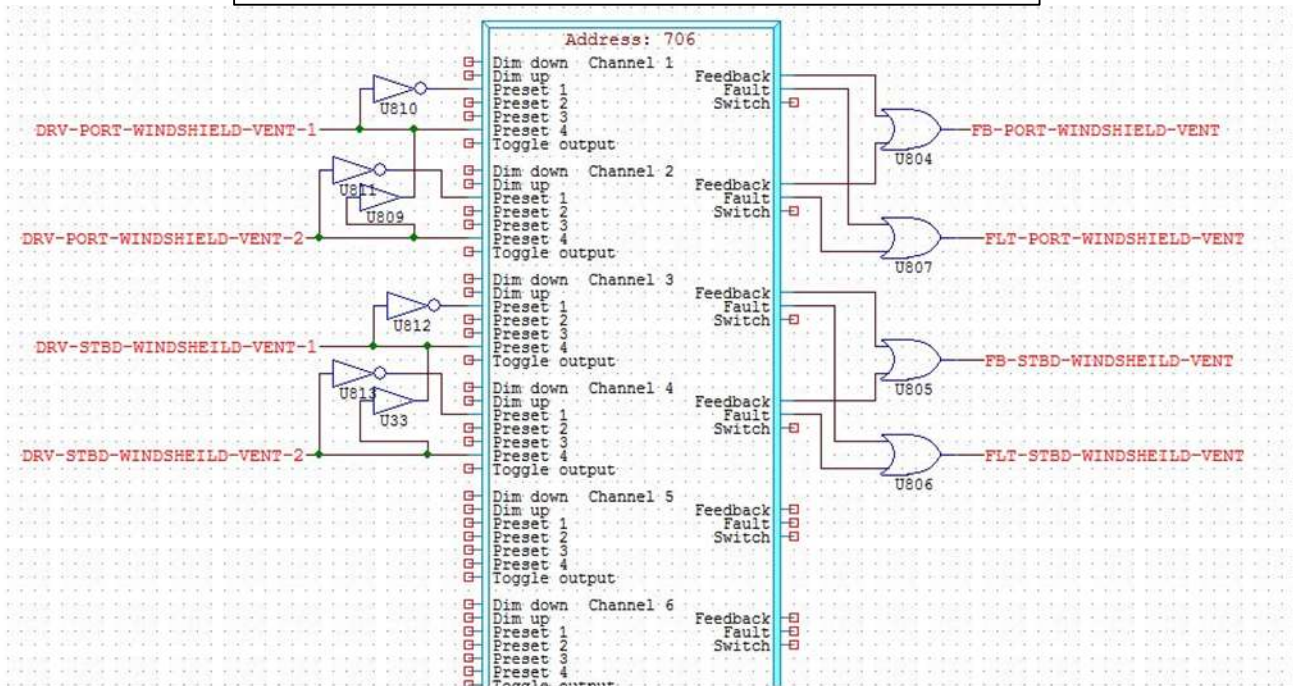 Address: 706
Dim down Channel 1
Dim up
Preset 1
Preset 2
Preset 3
Preset 4
Toggle output
Feedback
Fault
Switch
Dim down Channel 2
Dim up
Preset 1
Preset 2
Preset 3
Preset 4
Toggle output
Feedback
Fault
Switch
Dim down Channel 3
Dim up
Preset 1
Preset 2
Preset 3
Preset 4
Toggle output
Feedback
Fault
Switch
Dim down Channel 4
Dim up
Preset 1
Preset 2
Preset 3
Preset 4
Toggle output
Feedback
Fault
Switch
Dim down Channel 5
Dim up
Preset 1
Preset 2
Preset 3
Preset 4
Toggle output
Feedback
Fault
Switch
Dim down Channel 6
Dim up
Preset 1
Preset 2
Preset 3
Preset 4
Toggle output
Feedback
Fault
Switch
U810
DRV-PORT-WINDSHIELD-VENT-1
U811
U809
DRV-PORT-WINDSHIELD-VENT-2
U812
DRV-STBD-WINDSHEILD-VENT-1
U813
U33
DRV-STBD-WINDSHEILD-VENT-2
FB-PORT-WINDSHIELD-VENT
U804
FLT-PORT-WINDSHIELD-VENT
U807
FB-STBD-WINDSHEILD-VENT
U805
FLT-STBD-WINDSHEILD-VENT
U806